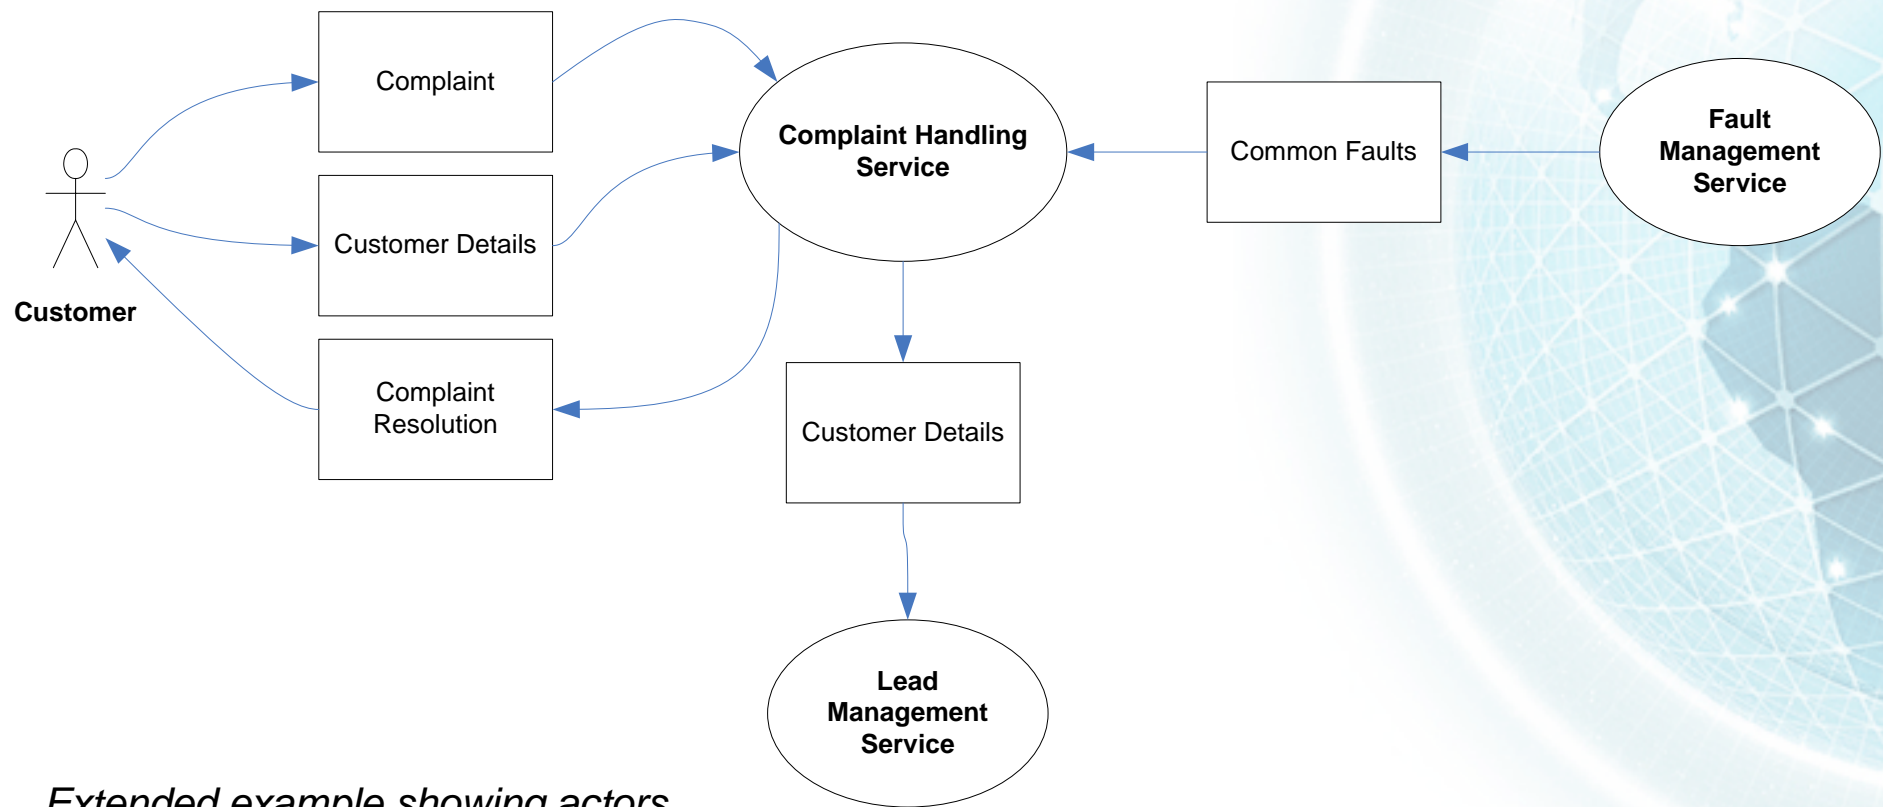 Complaint
Customer Details
Complaint
Resolution
Customer
Complaint Handling
Service
Common Faults
Fault
Management
Service
Customer Details
Lead
Management
Service
Extended example showing actors